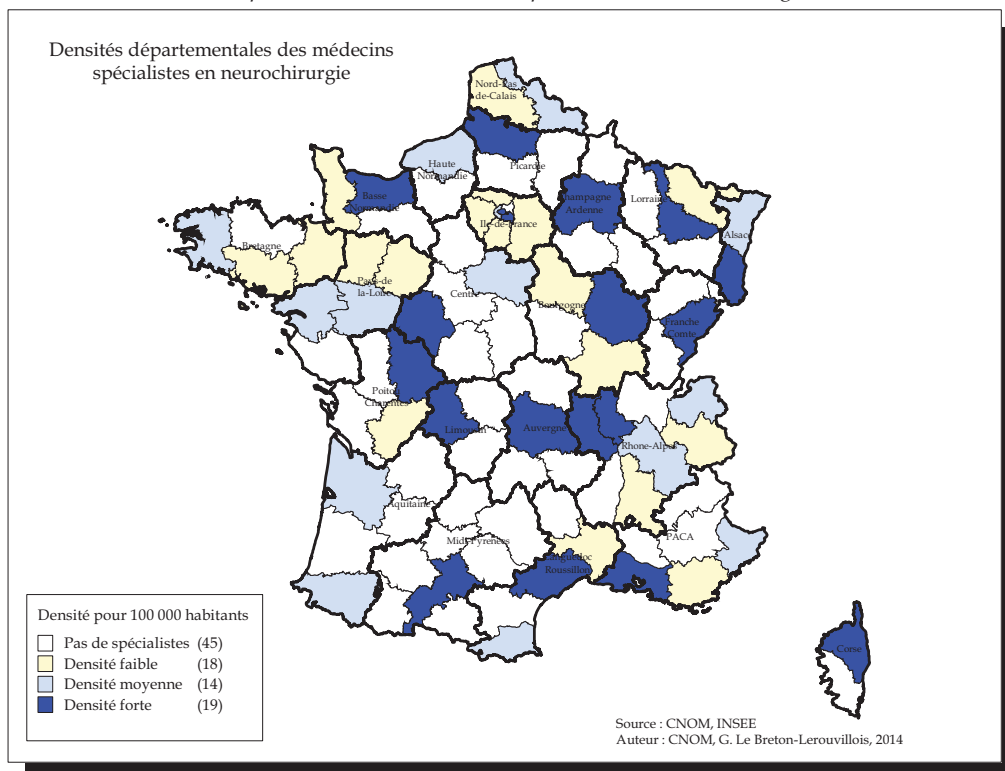 Densités départementales des médecins
spécialistes en neurochirurgie
Nord-Pas
de-Calais
Haute
Normandie
Picardie
Basse
Normandie
Champagne
Ardenne
Lorraine
Ile-de-France
Alsace
Bretagne
Pays-de
la-Loire
Centre
Bourgogne
Franche
Comte
Poitou
Charentes
Limousin
Auvergne
Rhone-Alpes
Aquitaine
Midi-Pyrénées
PACA
Languedoc
Roussillon
Corse
Densité pour 100 000 habitants
Pas de spécialistes (45)
Densité faible (18)
Densité moyenne (14)
Densité forte (19)
Source : CNOM, INSEE
Auteur : CNOM, G. Le Breton-Lerouvillois, 2014